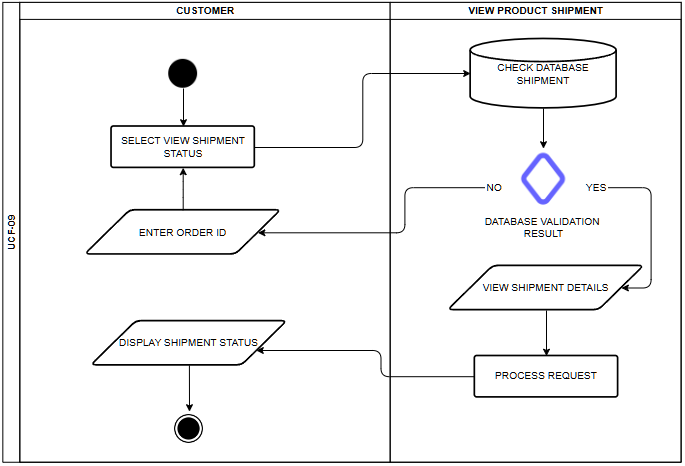 CUSTOMER
VIEW PRODUCT SHIPMENT
UCF-09
CHECK DATABASE
SHIPMENT
SELECT VIEW SHIPMENT
STATUS
NO
YES
DATABASE VALIDATION
RESULT
ENTER ORDER ID
VIEW SHIPMENT DETAILS
DISPLAY SHIPMENT STATUS
PROCESS REQUEST